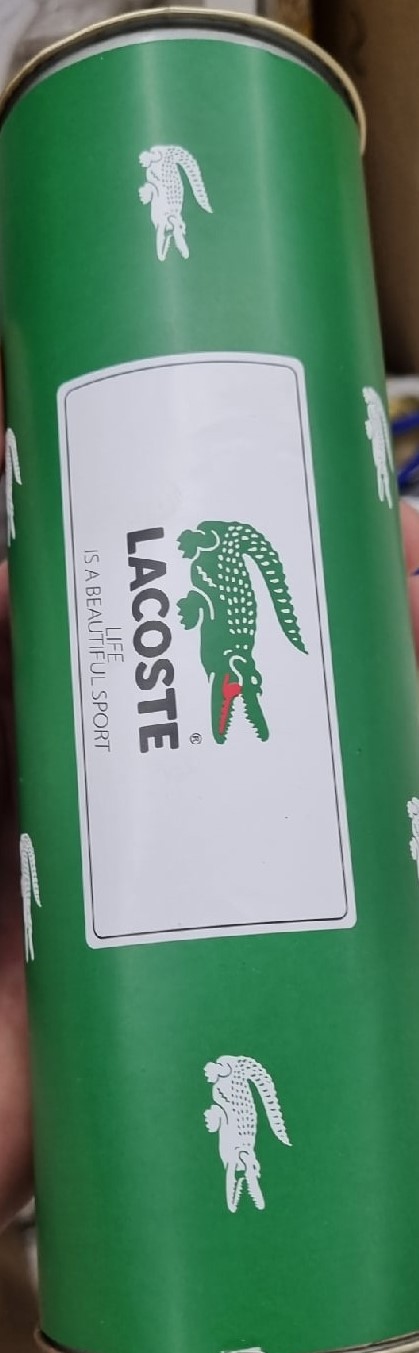 LACOSTE ®
LIFE
IS A BEAUTIFUL SPORT